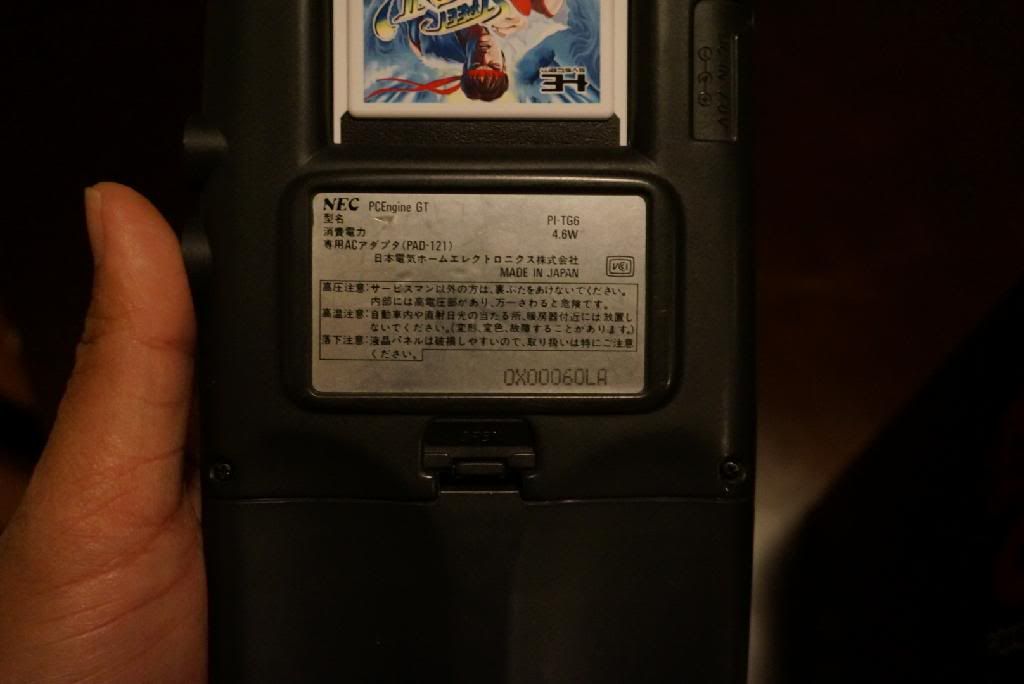 STREET
HE
SYSTEM
DC IN 7.0V
NEC PCEngine GT
型名 PI-TG6
消費電力 4.6W
専用ACアダプタ(PAD-121)
日本電気ホームエレクトロニクス株式会社
MADE IN JAPAN
高圧注意:サービスマン以外の方は、裏ぶたをあけないでください。
内部には高電圧部があり、万一さわると危険です。
高温注意:自動車内や直射日光の当たる所、暖房器付近には放置し
ないでください。(変形、変色、故障することがあります。)
落下注意:液晶パネルは破損しやすいので、取り扱いは特にご注意
ください。
0X00060LA